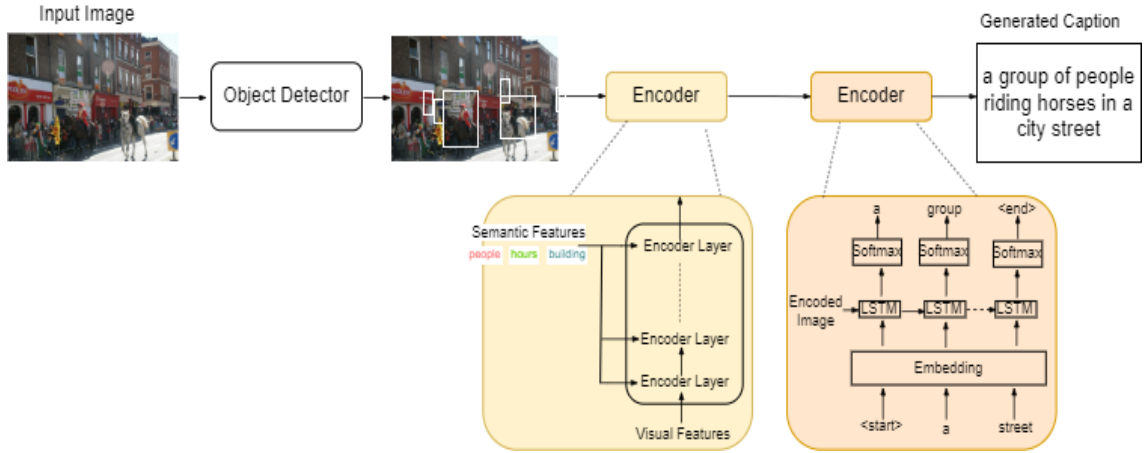 Input Image
Object Detector
Encoder
Encoder
Generated Caption
a group of people
riding horses in a
city street
Semantic Features
people hours building
Encoder Layer
Encoder Layer
Encoder Layer
Visual Features
a group <end>
Softmax Softmax Softmax
Encoded
Image
LSTM LSTM LSTM
Embedding
<start> a street